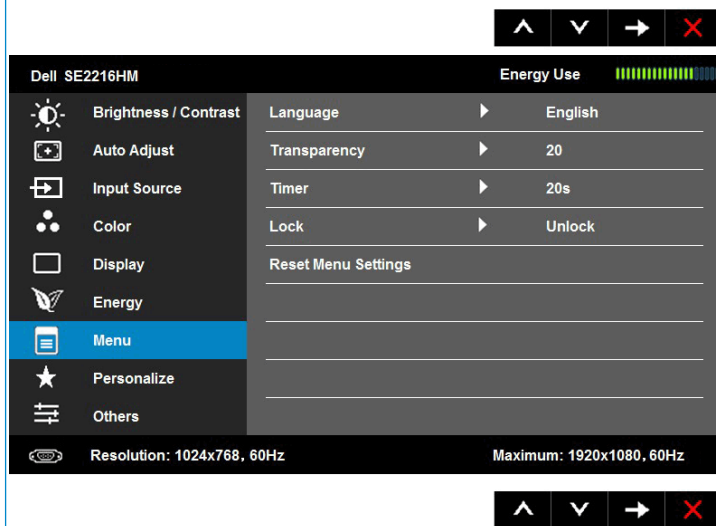 Dell SE2216HM Energy Use
Brightness / Contrast Language English
Auto Adjust Transparency 20
Input Source Timer 20s
Color Lock Unlock
Display Reset Menu Settings
Energy
Menu
Personalize
Others
Resolution: 1024x768, 60Hz Maximum: 1920x1080, 60Hz